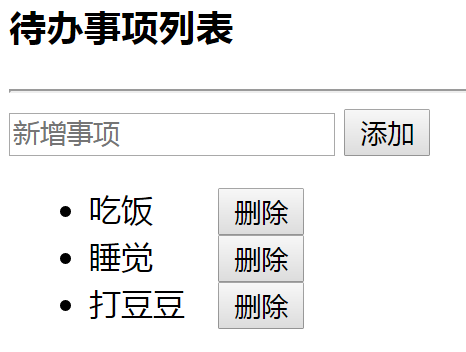 待办事项列表
新增事项 添加
吃饭 删除
睡觉 删除
打豆豆 删除